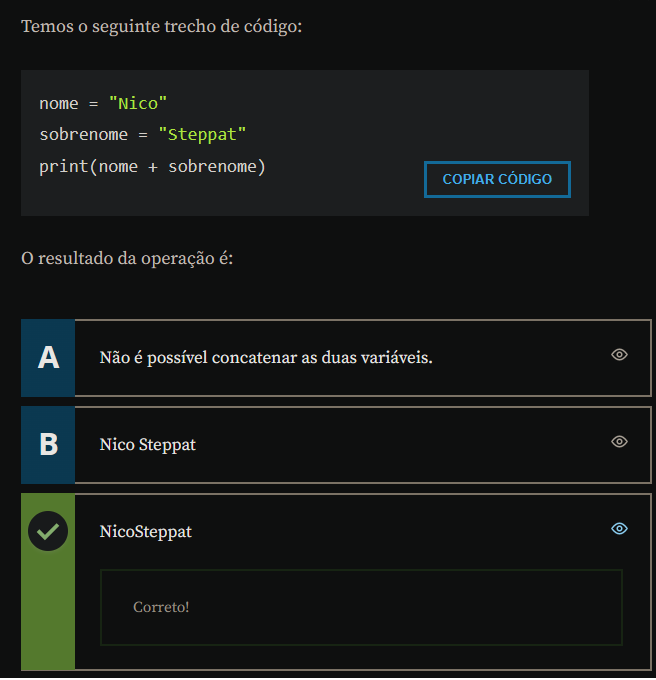 Temos o seguinte trecho de código:
nome = "Nico"
sobrenome = "Steppat"
print(nome + sobrenome)
COPIAR CÓDIGO
O resultado da operação é:
A
Não é possível concatenar as duas variáveis.
B
Nico Steppat
NicoSteppat
Correto!